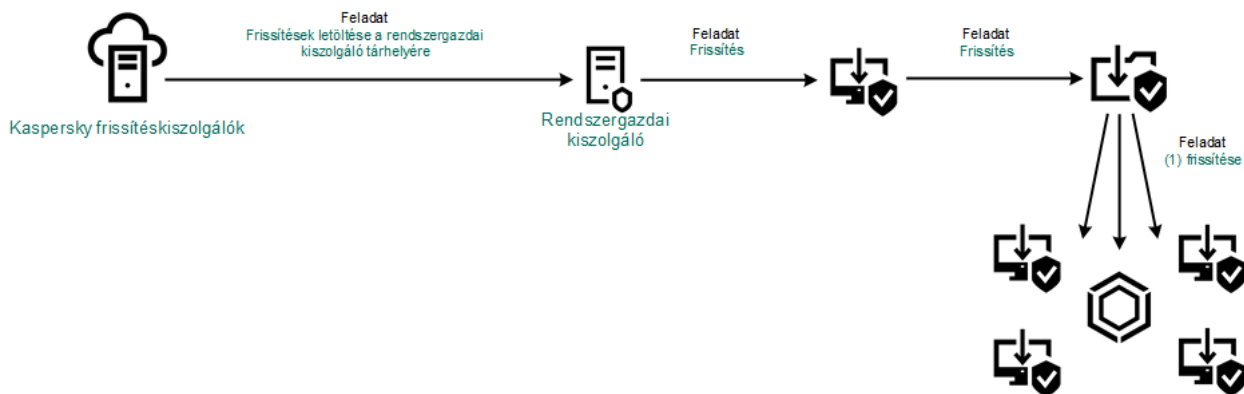 Feladat
Frissítések letöltése a rendszergazdai
kiszolgáló tárhelyére
Feladat
Frissítés
Feladat
Frissítés
Kaspersky frissítéskiszolgálók
Rendszergazdai
kiszolgáló
Feladat
(1) frissítése